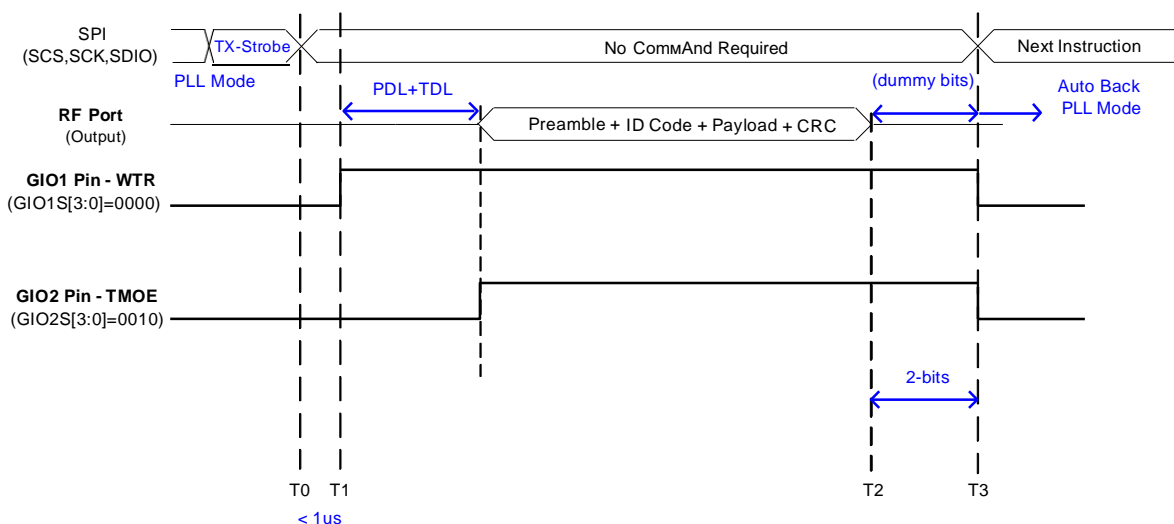 SPI
(SCS,SCK,SDIO)
TX-Strobe
No ComмAnd Required
Next Instruction
PLL Mode
PDL+TDL
(dummy bits)
Auto Back
PLL Mode
RF Port
(Output)
Preamble + ID Code + Payload + CRC
GIO1 Pin - WTR
(GIO1S[3:0]=0000)
GIO2 Pin - TMOE
(GIO2S[3:0]=0010)
2-bits
T0
T1
T2
T3
< 1us